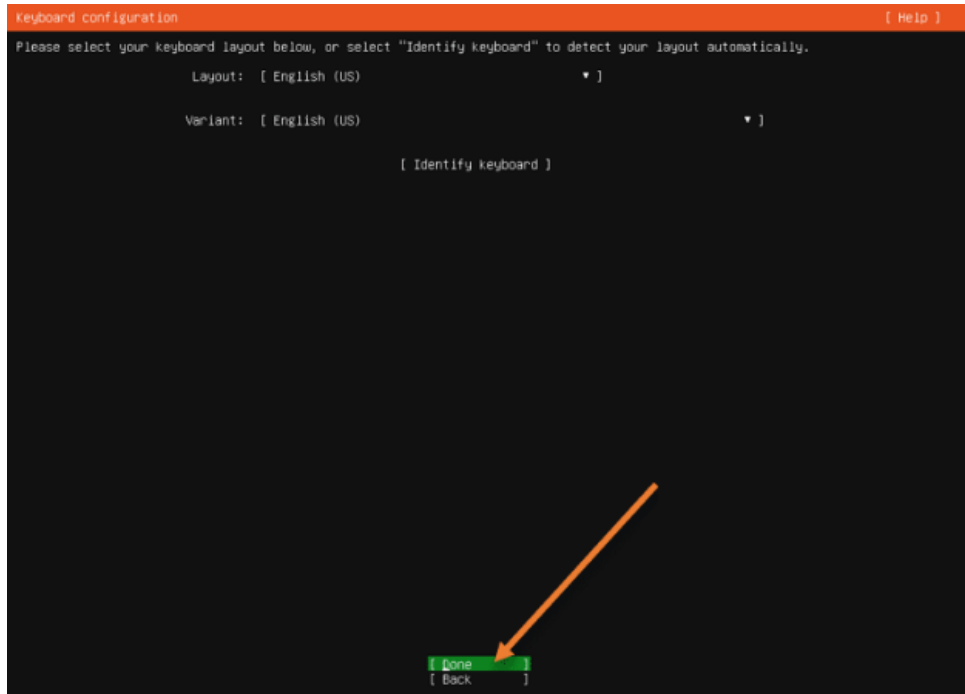 Keyboard configuration [ Help ]
Please select your keyboard layout below, or select "Identify keyboard" to detect your layout automatically.
Layout: [ English (US) ▾ ]
Variant: [ English (US) ▾ ]
[ Identify keyboard ]
[ Done ]
[ Back ]